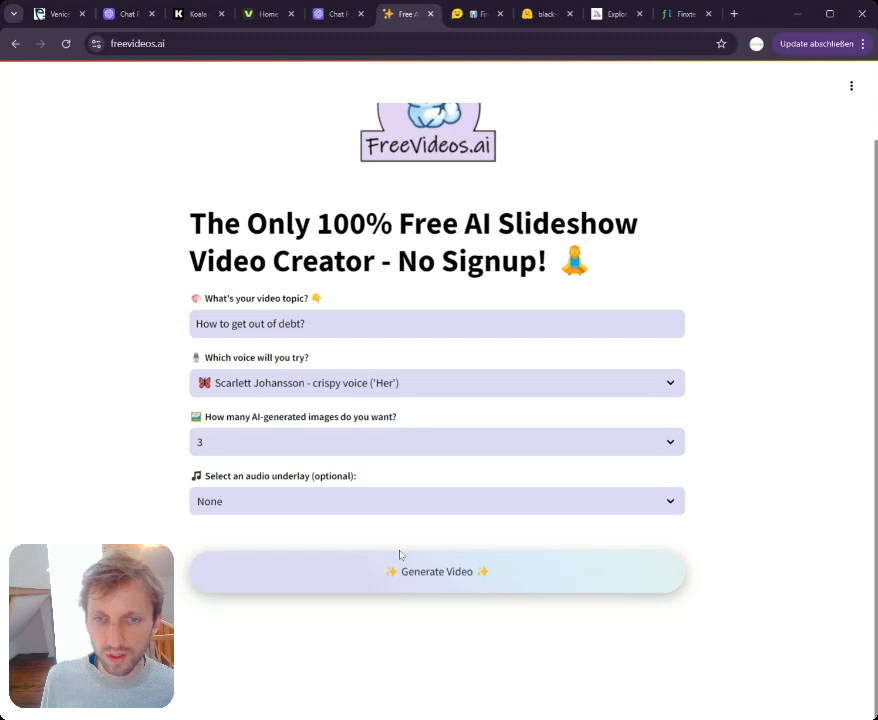 Venice
Chat F
Koala
Home
Chat F
Free A
Fin
black-
Explor
Finxte
freevideos.ai
Update abschließen
FreeVideos.ai
The Only 100% Free AI Slideshow
Video Creator - No Signup! 🧘
🎯 What's your video topic? 👇
How to get out of debt?
🎙️ Which voice will you try?
🦋 Scarlett Johansson - crispy voice ('Her')
🖼️ How many AI-generated images do you want?
3
🎵 Select an audio underlay (optional):
None
✨ Generate Video ✨